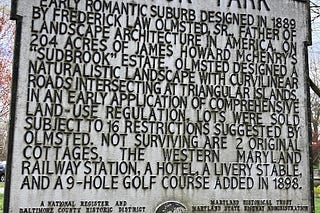 PARK
EARLY ROMANTIC SUBURB DESIGNED IN 1889
BY FREDERICK LAW OLMSTED, SR., FATHER OF
LANDSCAPE ARCHITECTURE IN AMERICA, ON
204 ACRES OF JAMES HOWARD MCHENRY'S
"SUDBROOK" ESTATE. OLMSTED DESIGNED A
NATURALISTIC LANDSCAPE WITH CURVILINEAR
ROADS INTERSECTING AT TRIANGULAR ISLANDS
IN AN EARLY APPLICATION OF COMPREHENSIVE
LAND-USE REGULATION, LOTS WERE SOLD
SUBJECT TO 16 RESTRICTIONS SUGGESTED BY
OLMSTED. NOT SURVIVING ARE 2 ORIGINAL
COTTAGES, THE WESTERN MARYLAND
RAILWAY STATION, A HOTEL, A LIVERY STABLE
AND A 9-HOLE GOLF COURSE ADDED IN 1898.
A NATIONAL REGISTER AND
BALTIMORE COUNTY HISTORIC DISTRICT
MARYLAND HISTORICAL TRUST
MARYLAND STATE HIGHWAY ADMINISTRATION